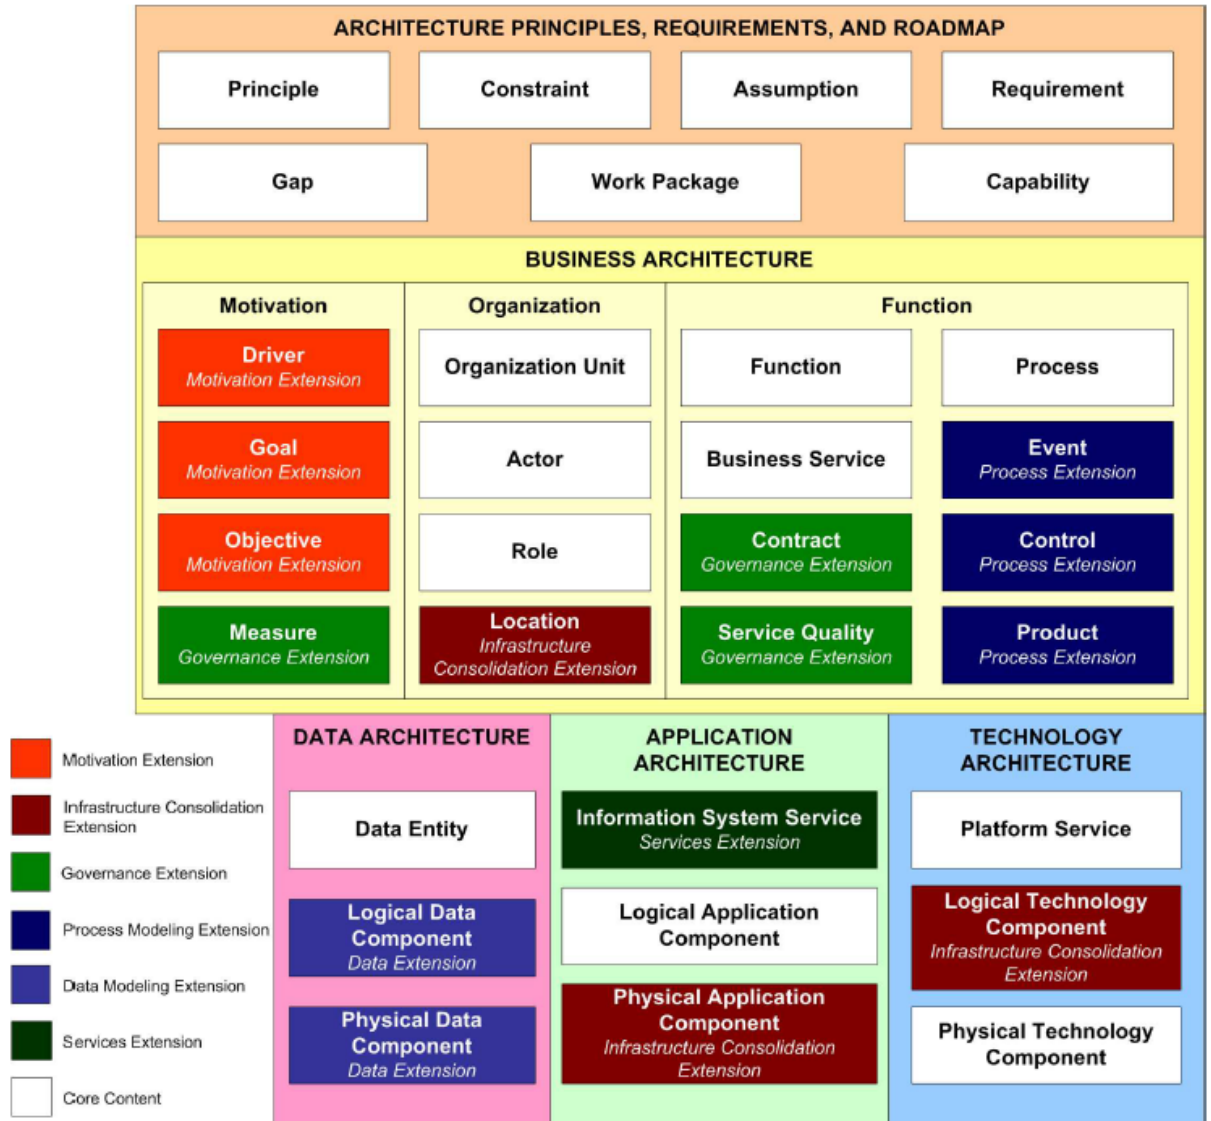 ARCHITECTURE PRINCIPLES, REQUIREMENTS, AND ROADMAP
Principle
Constraint
Assumption
Requirement
Gap
Work Package
Capability
BUSINESS ARCHITECTURE
Motivation
Organization
Function
Driver
Motivation Extension
Organization Unit
Function
Process
Goal
Motivation Extension
Actor
Business Service
Event
Process Extension
Objective
Motivation Extension
Role
Contract
Governance Extension
Control
Process Extension
Measure
Governance Extension
Location
Infrastructure
Consolidation Extension
Service Quality
Governance Extension
Product
Process Extension
DATA ARCHITECTURE
Data Entity
Logical Data
Component
Data Extension
Physical Data
Component
Data Extension
APPLICATION
ARCHITECTURE
Information System Service
Services Extension
Logical Application
Component
Physical Application
Component
Infrastructure Consolidation
Extension
TECHNOLOGY
ARCHITECTURE
Platform Service
Logical Technology
Component
Infrastructure Consolidation
Extension
Physical Technology
Component
Motivation Extension
Infrastructure Consolidation
Extension
Governance Extension
Process Modeling Extension
Data Modeling Extension
Services Extension
Core Content